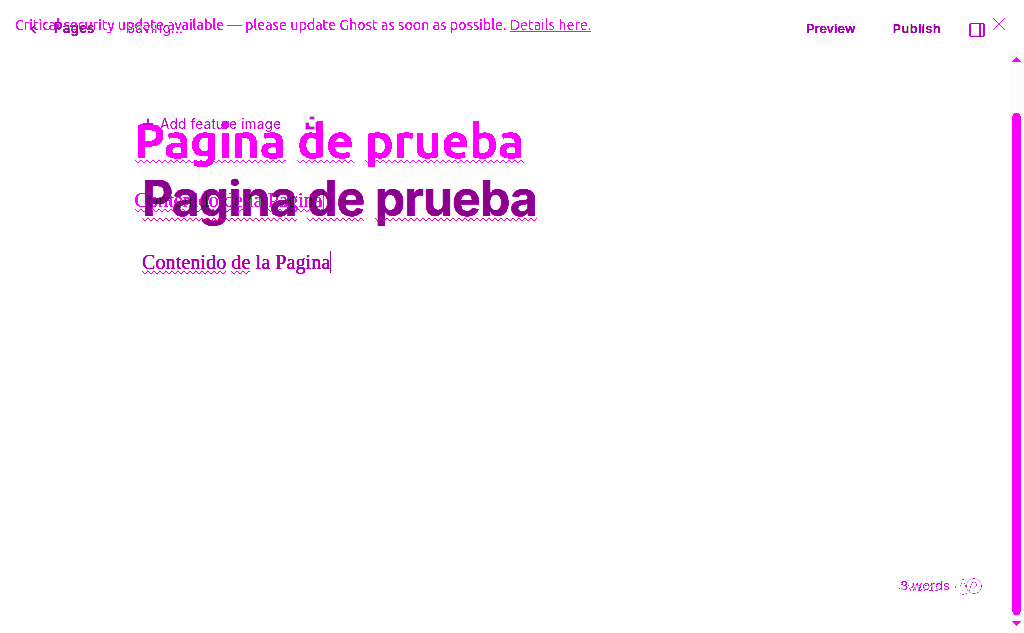 Critical security update available — please update Ghost as soon as possible. Details here.
Pages Saving... Preview Publish
Add feature image
Pagina de prueba
Pagina de prueba
Contenido de la Pagina
Contenido de la Pagina
words